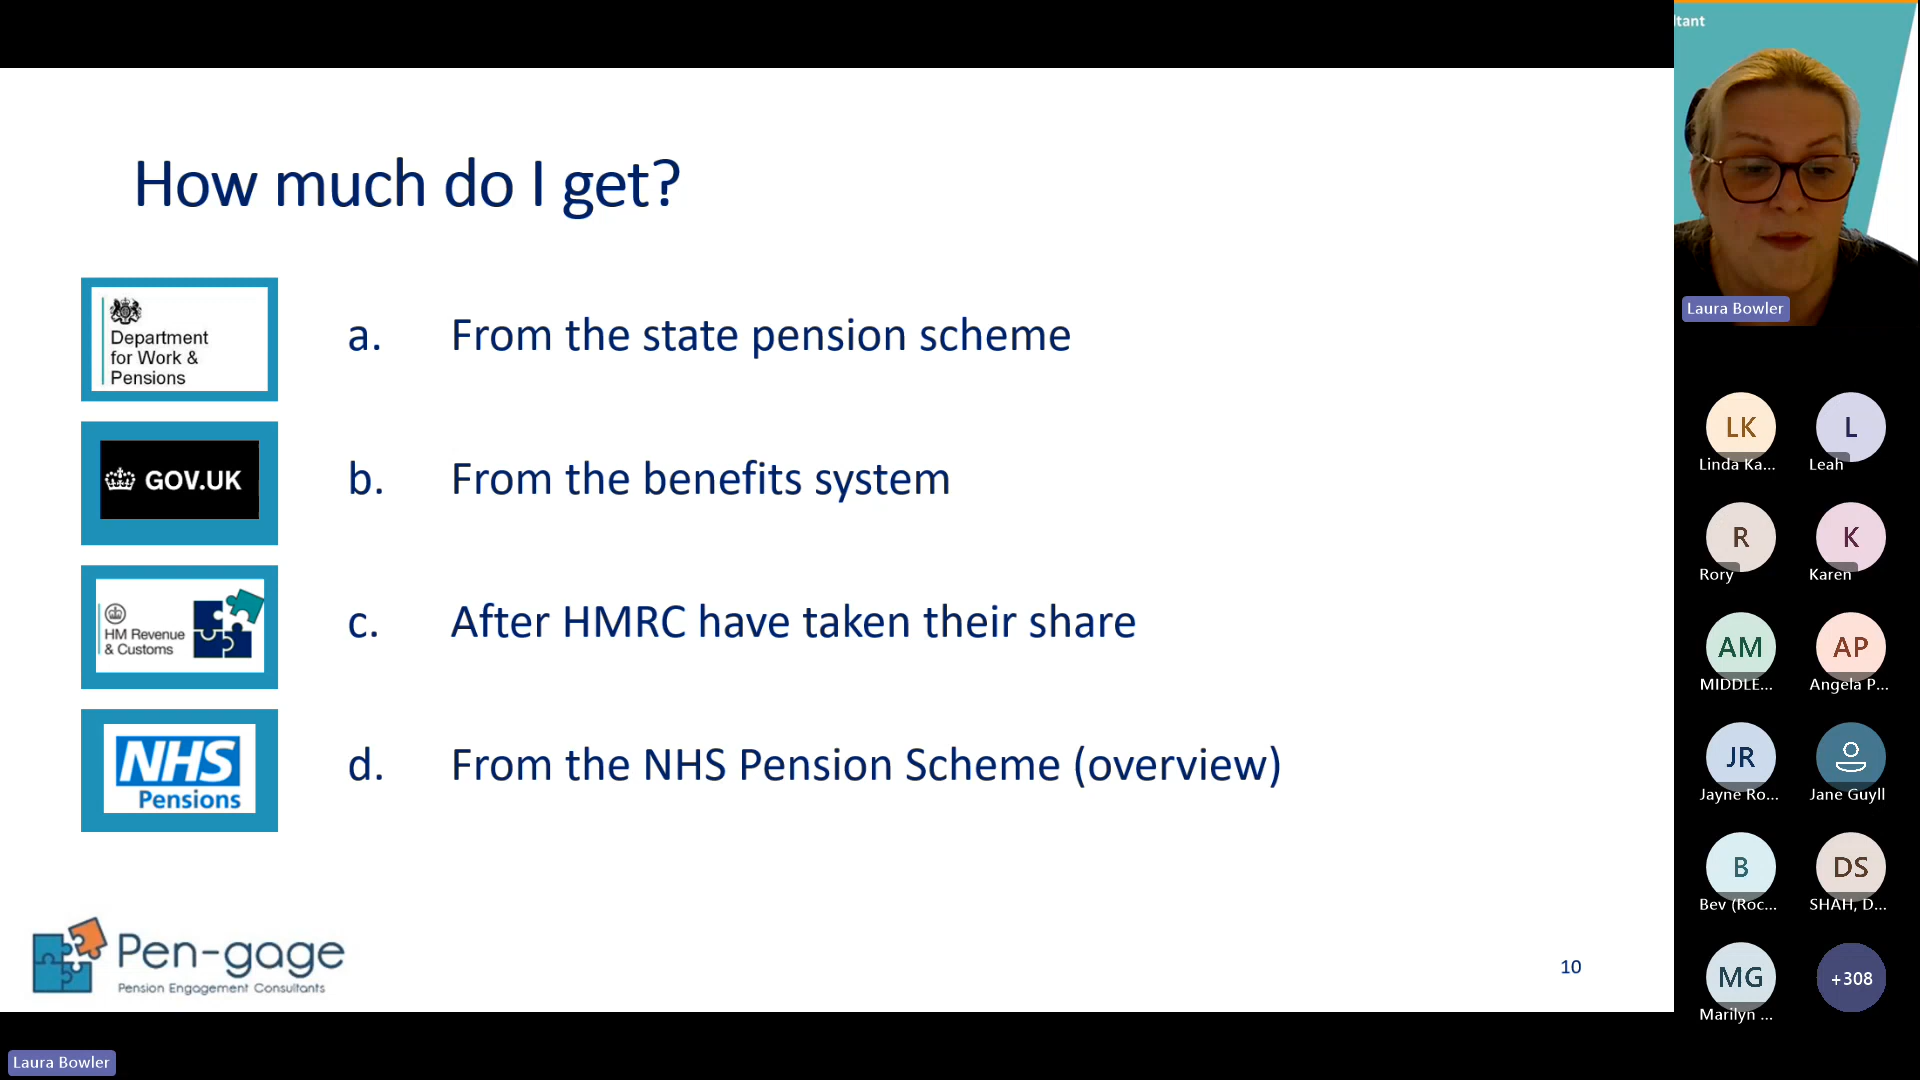 ltant
How much do I get?
Department
for Work &
Pensions
a. From the state pension scheme
GOV.UK
b. From the benefits system
HM Revenue
& Customs
c. After HMRC have taken their share
NHS
Pensions
d. From the NHS Pension Scheme (overview)
Pen-gage
Pension Engagement Consultants
10
Laura Bowler
Laura Bowler
LK
Linda Ka...
L
Leah
R
Rory
K
Karen
AM
MIDDLE...
AP
Angela P...
JR
Jayne Ro...
Jane Guyll
B
Bev (Roc...
DS
SHAH, D...
MG
Marilyn ...
+308